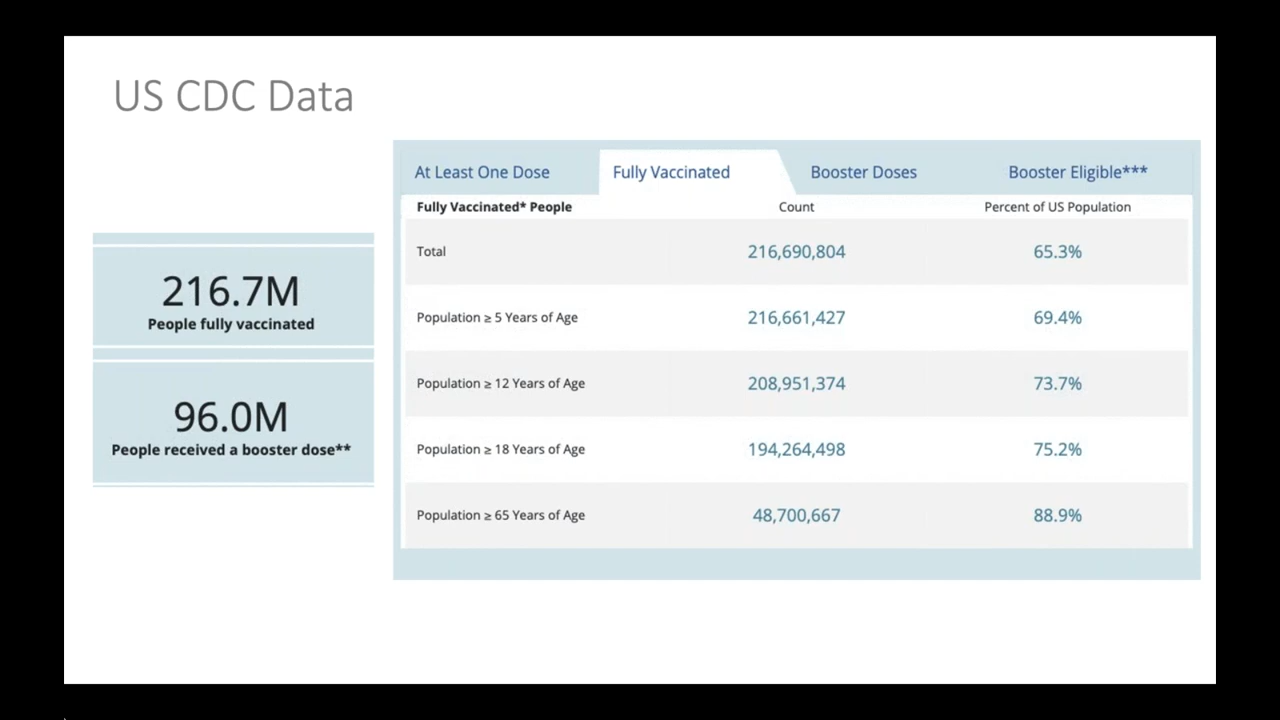 US CDC Data
216.7M
People fully vaccinated
96.0M
People received a booster dose**
At Least One Dose Fully Vaccinated Booster Doses Booster Eligible***
Fully Vaccinated* People Count Percent of US Population
Total 216,690,804 65.3%
Population ≥ 5 Years of Age 216,661,427 69.4%
Population ≥ 12 Years of Age 208,951,374 73.7%
Population ≥ 18 Years of Age 194,264,498 75.2%
Population ≥ 65 Years of Age 48,700,667 88.9%